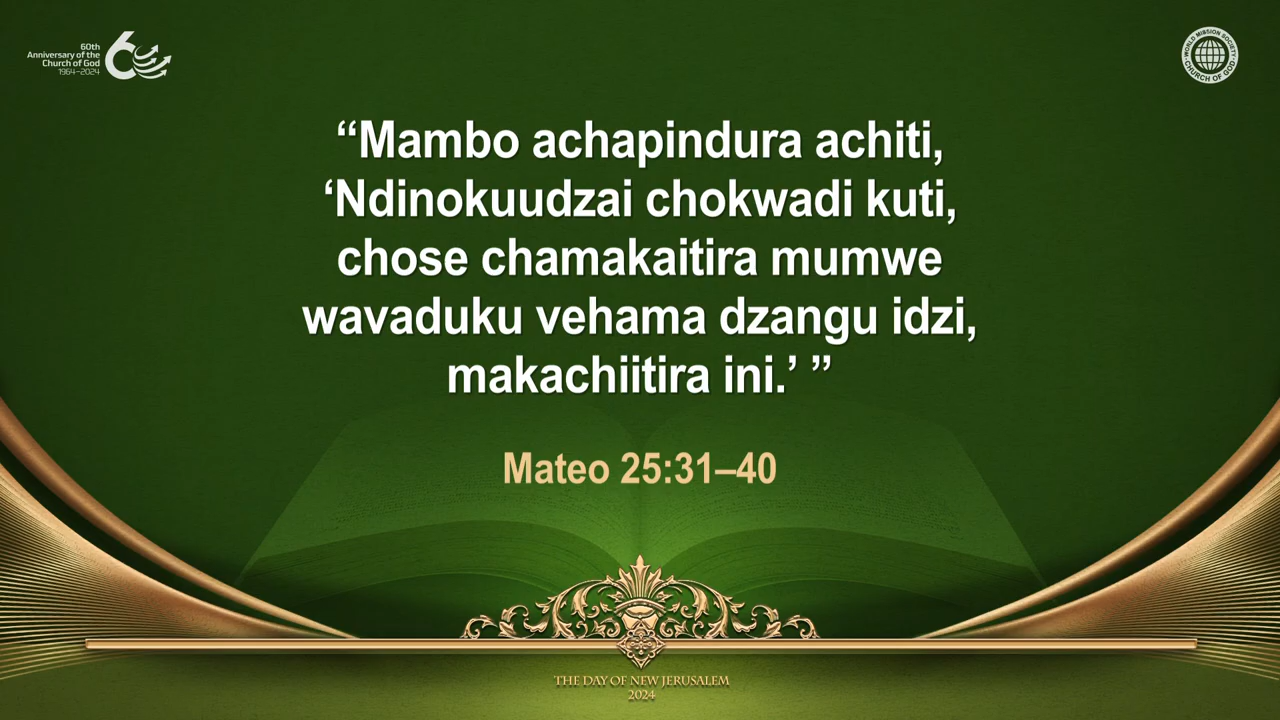 60th
Anniversary of the
Church of God
1964–2024
WORLD MISSION SOCIETY
CHURCH OF GOD
“Mambo achapindura achiti,
‘Ndinokuudzai chokwadi kuti,
chose chamakaitira mumwe
wavaduku vehama dzangu idzi,
makachiitira ini.’ ”
Mateo 25:31–40
THE DAY OF NEW JERUSALEM
2024